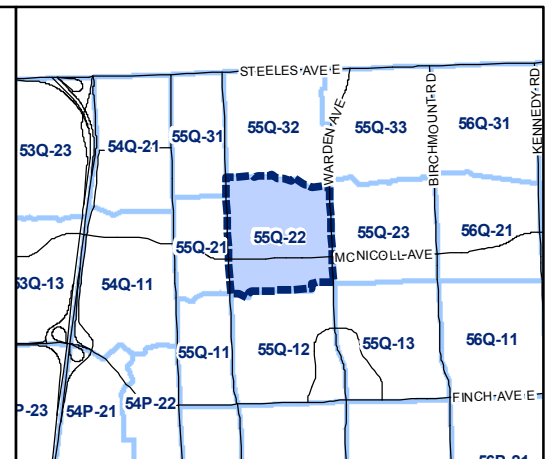 STEELES AVE E
WARDEN AVE
BIRCHMOUNT RD
KENNEDY RD
53Q-23
54Q-21
55Q-31
55Q-32
55Q-33
56Q-31
55Q-21
55Q-22
55Q-23
56Q-21
MCNICOLL AVE
53Q-13
54Q-11
55Q-11
55Q-12
55Q-13
56Q-11
FINCH AVE E
P-23
54P-21
54P-22